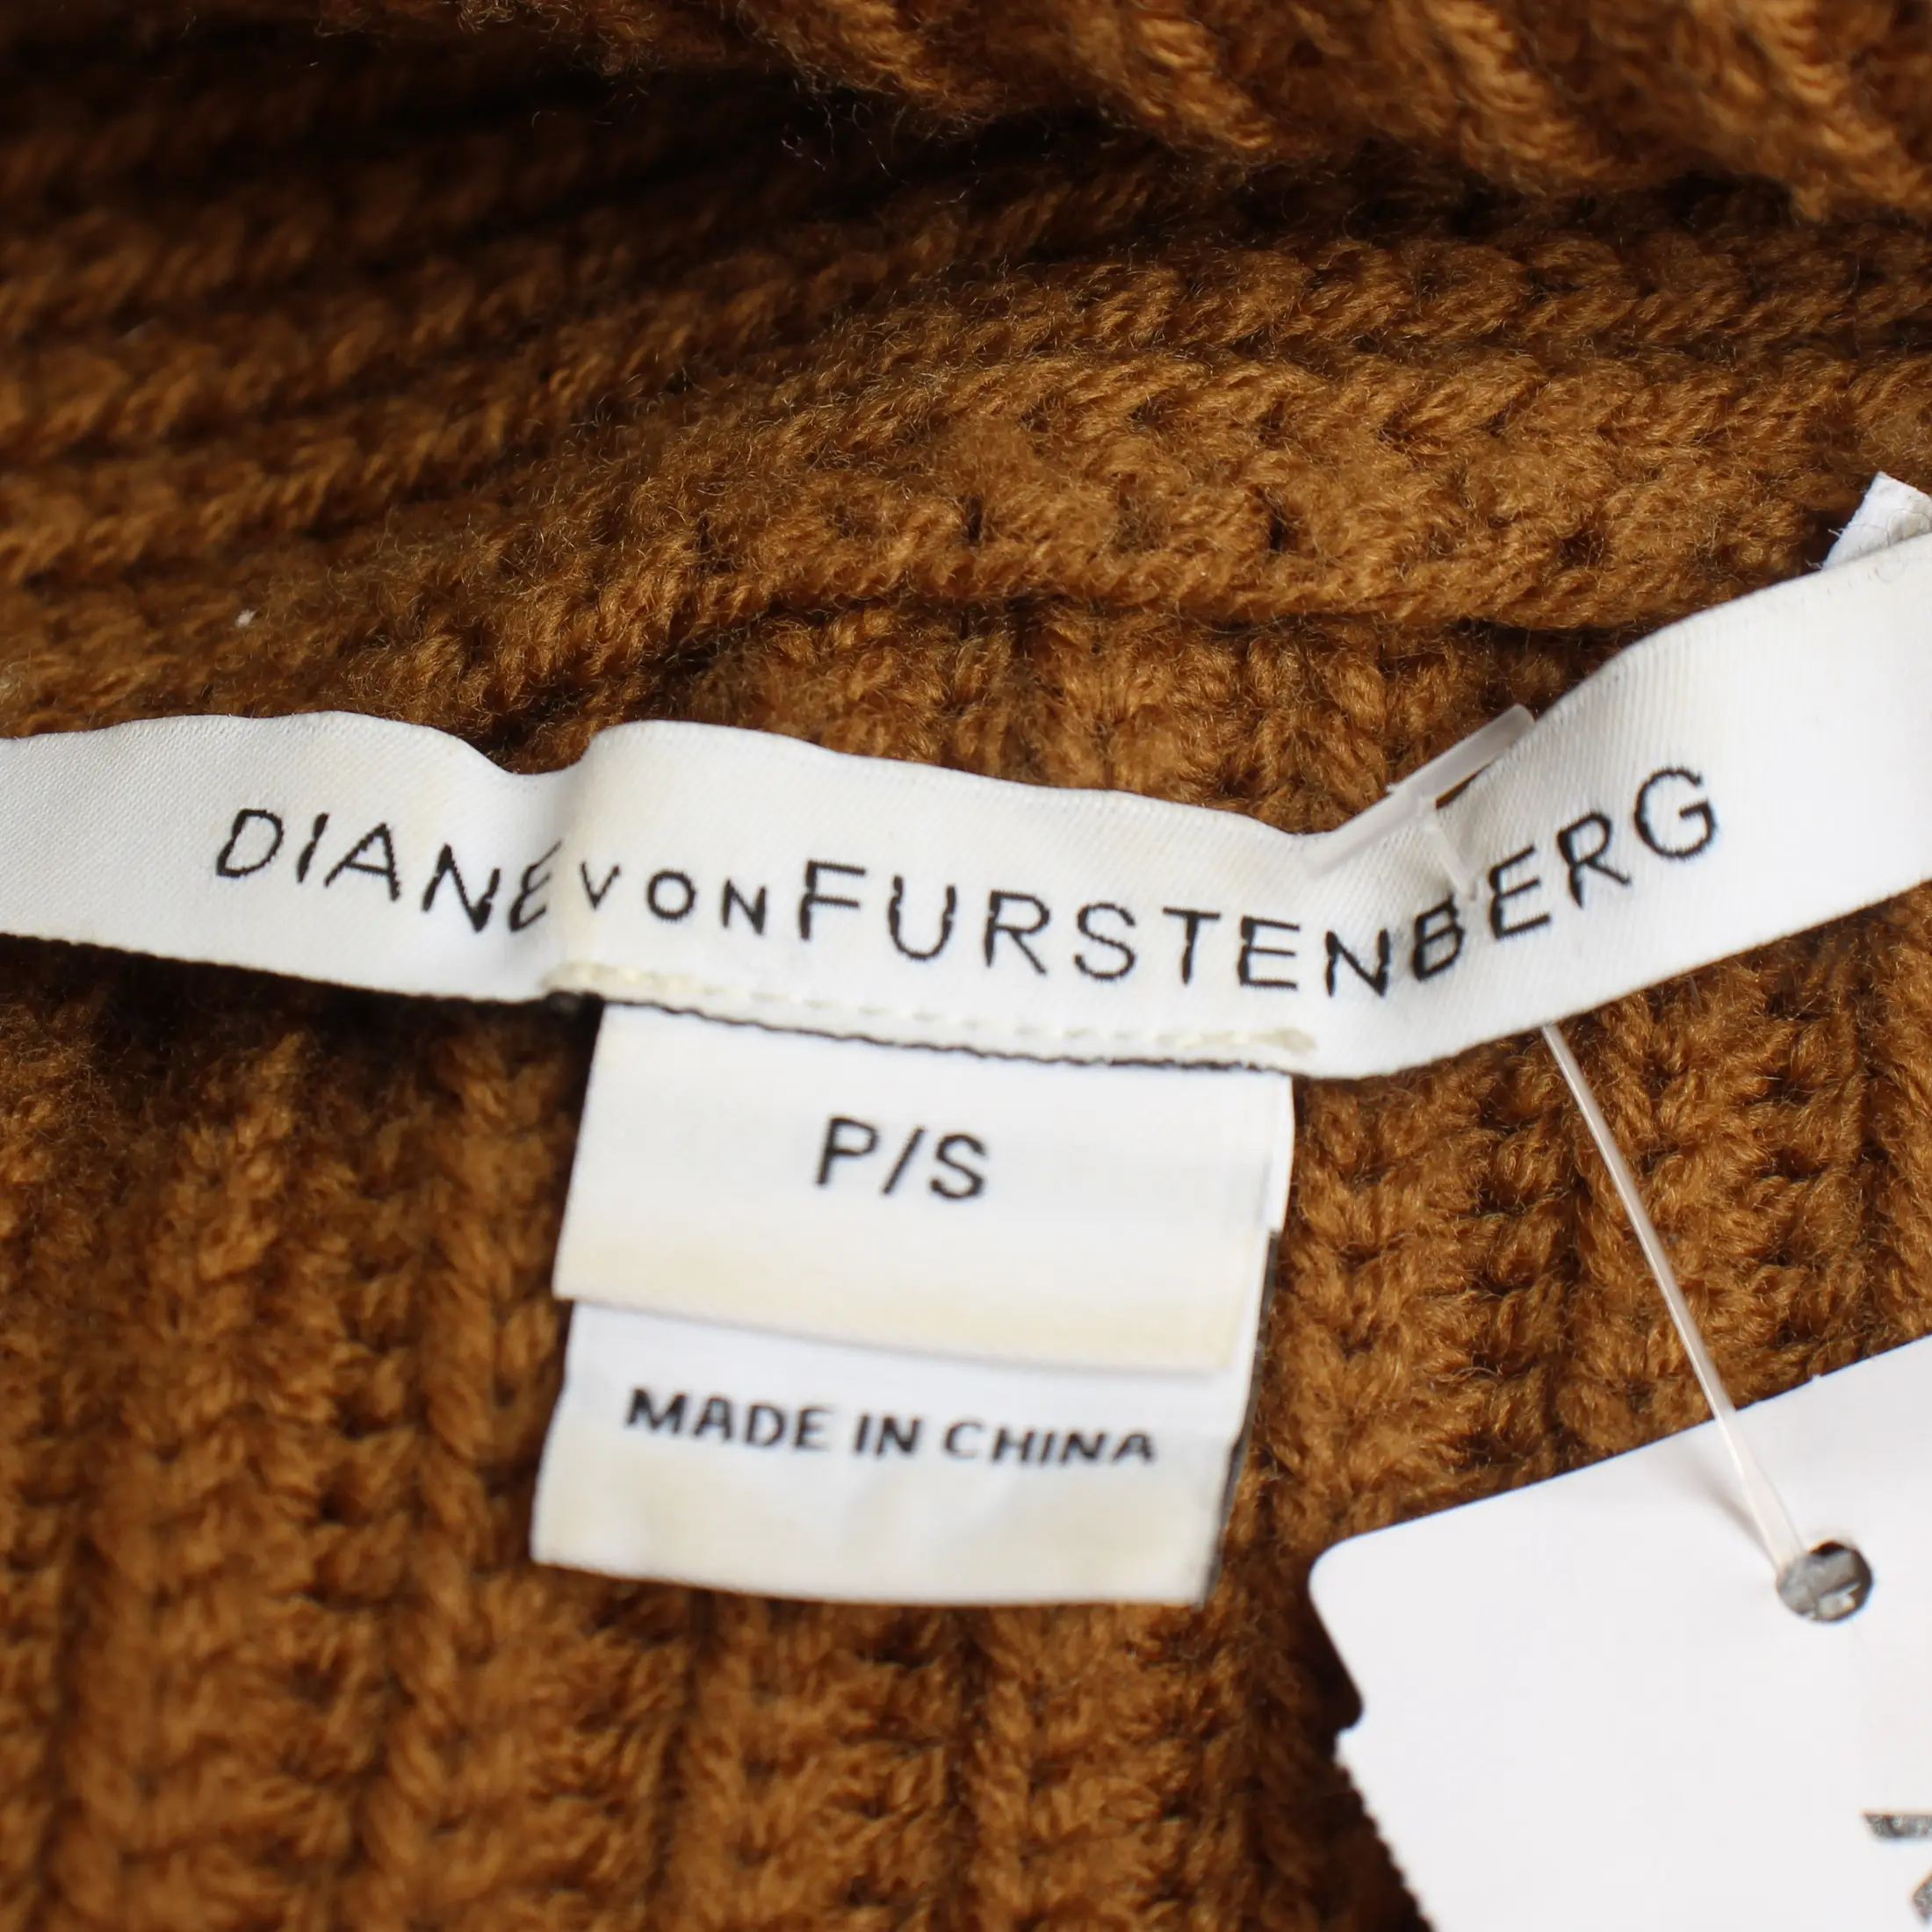 DIANE VON FURSTENBERG
P/S
MADE IN CHINA